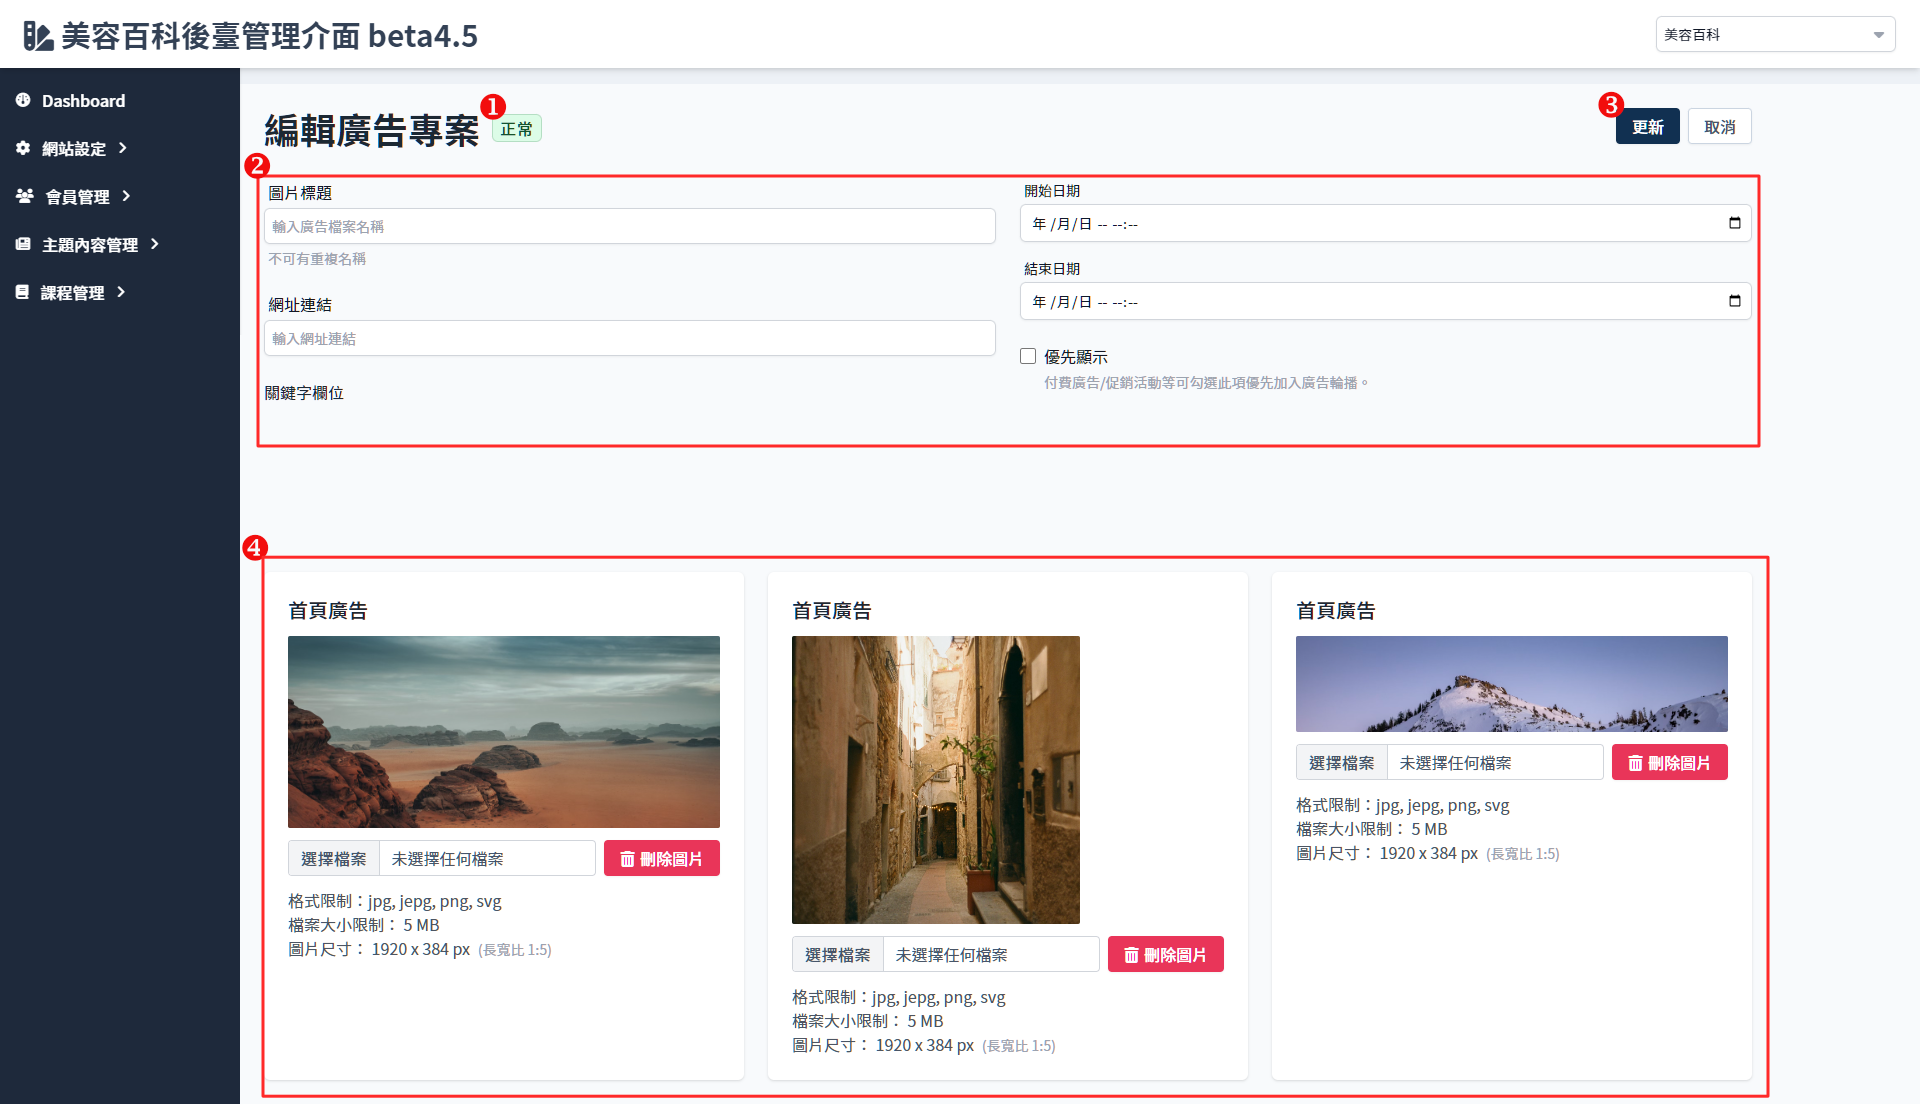 美容百科後臺管理介面 beta4.5
美容百科
Dashboard
網站設定
會員管理
主題內容管理
課程管理
編輯廣告專案
1
正常
3
更新
取消
2
圖片標題
輸入廣告檔案名稱
不可有重複名稱
網址連結
輸入網址連結
關鍵字欄位
開始日期
年 /月/日 -- --:--
結束日期
年 /月/日 -- --:--
優先顯示
付費廣告/促銷活動等可勾選此項優先加入廣告輪播。
4
首頁廣告
選擇檔案 未選擇任何檔案
刪除圖片
格式限制：jpg, jepg, png, svg
檔案大小限制： 5 MB
圖片尺寸： 1920 x 384 px (長寬比 1:5)
首頁廣告
選擇檔案 未選擇任何檔案
刪除圖片
格式限制：jpg, jepg, png, svg
檔案大小限制： 5 MB
圖片尺寸： 1920 x 384 px (長寬比 1:5)
首頁廣告
選擇檔案 未選擇任何檔案
刪除圖片
格式限制：jpg, jepg, png, svg
檔案大小限制： 5 MB
圖片尺寸： 1920 x 384 px (長寬比 1:5)